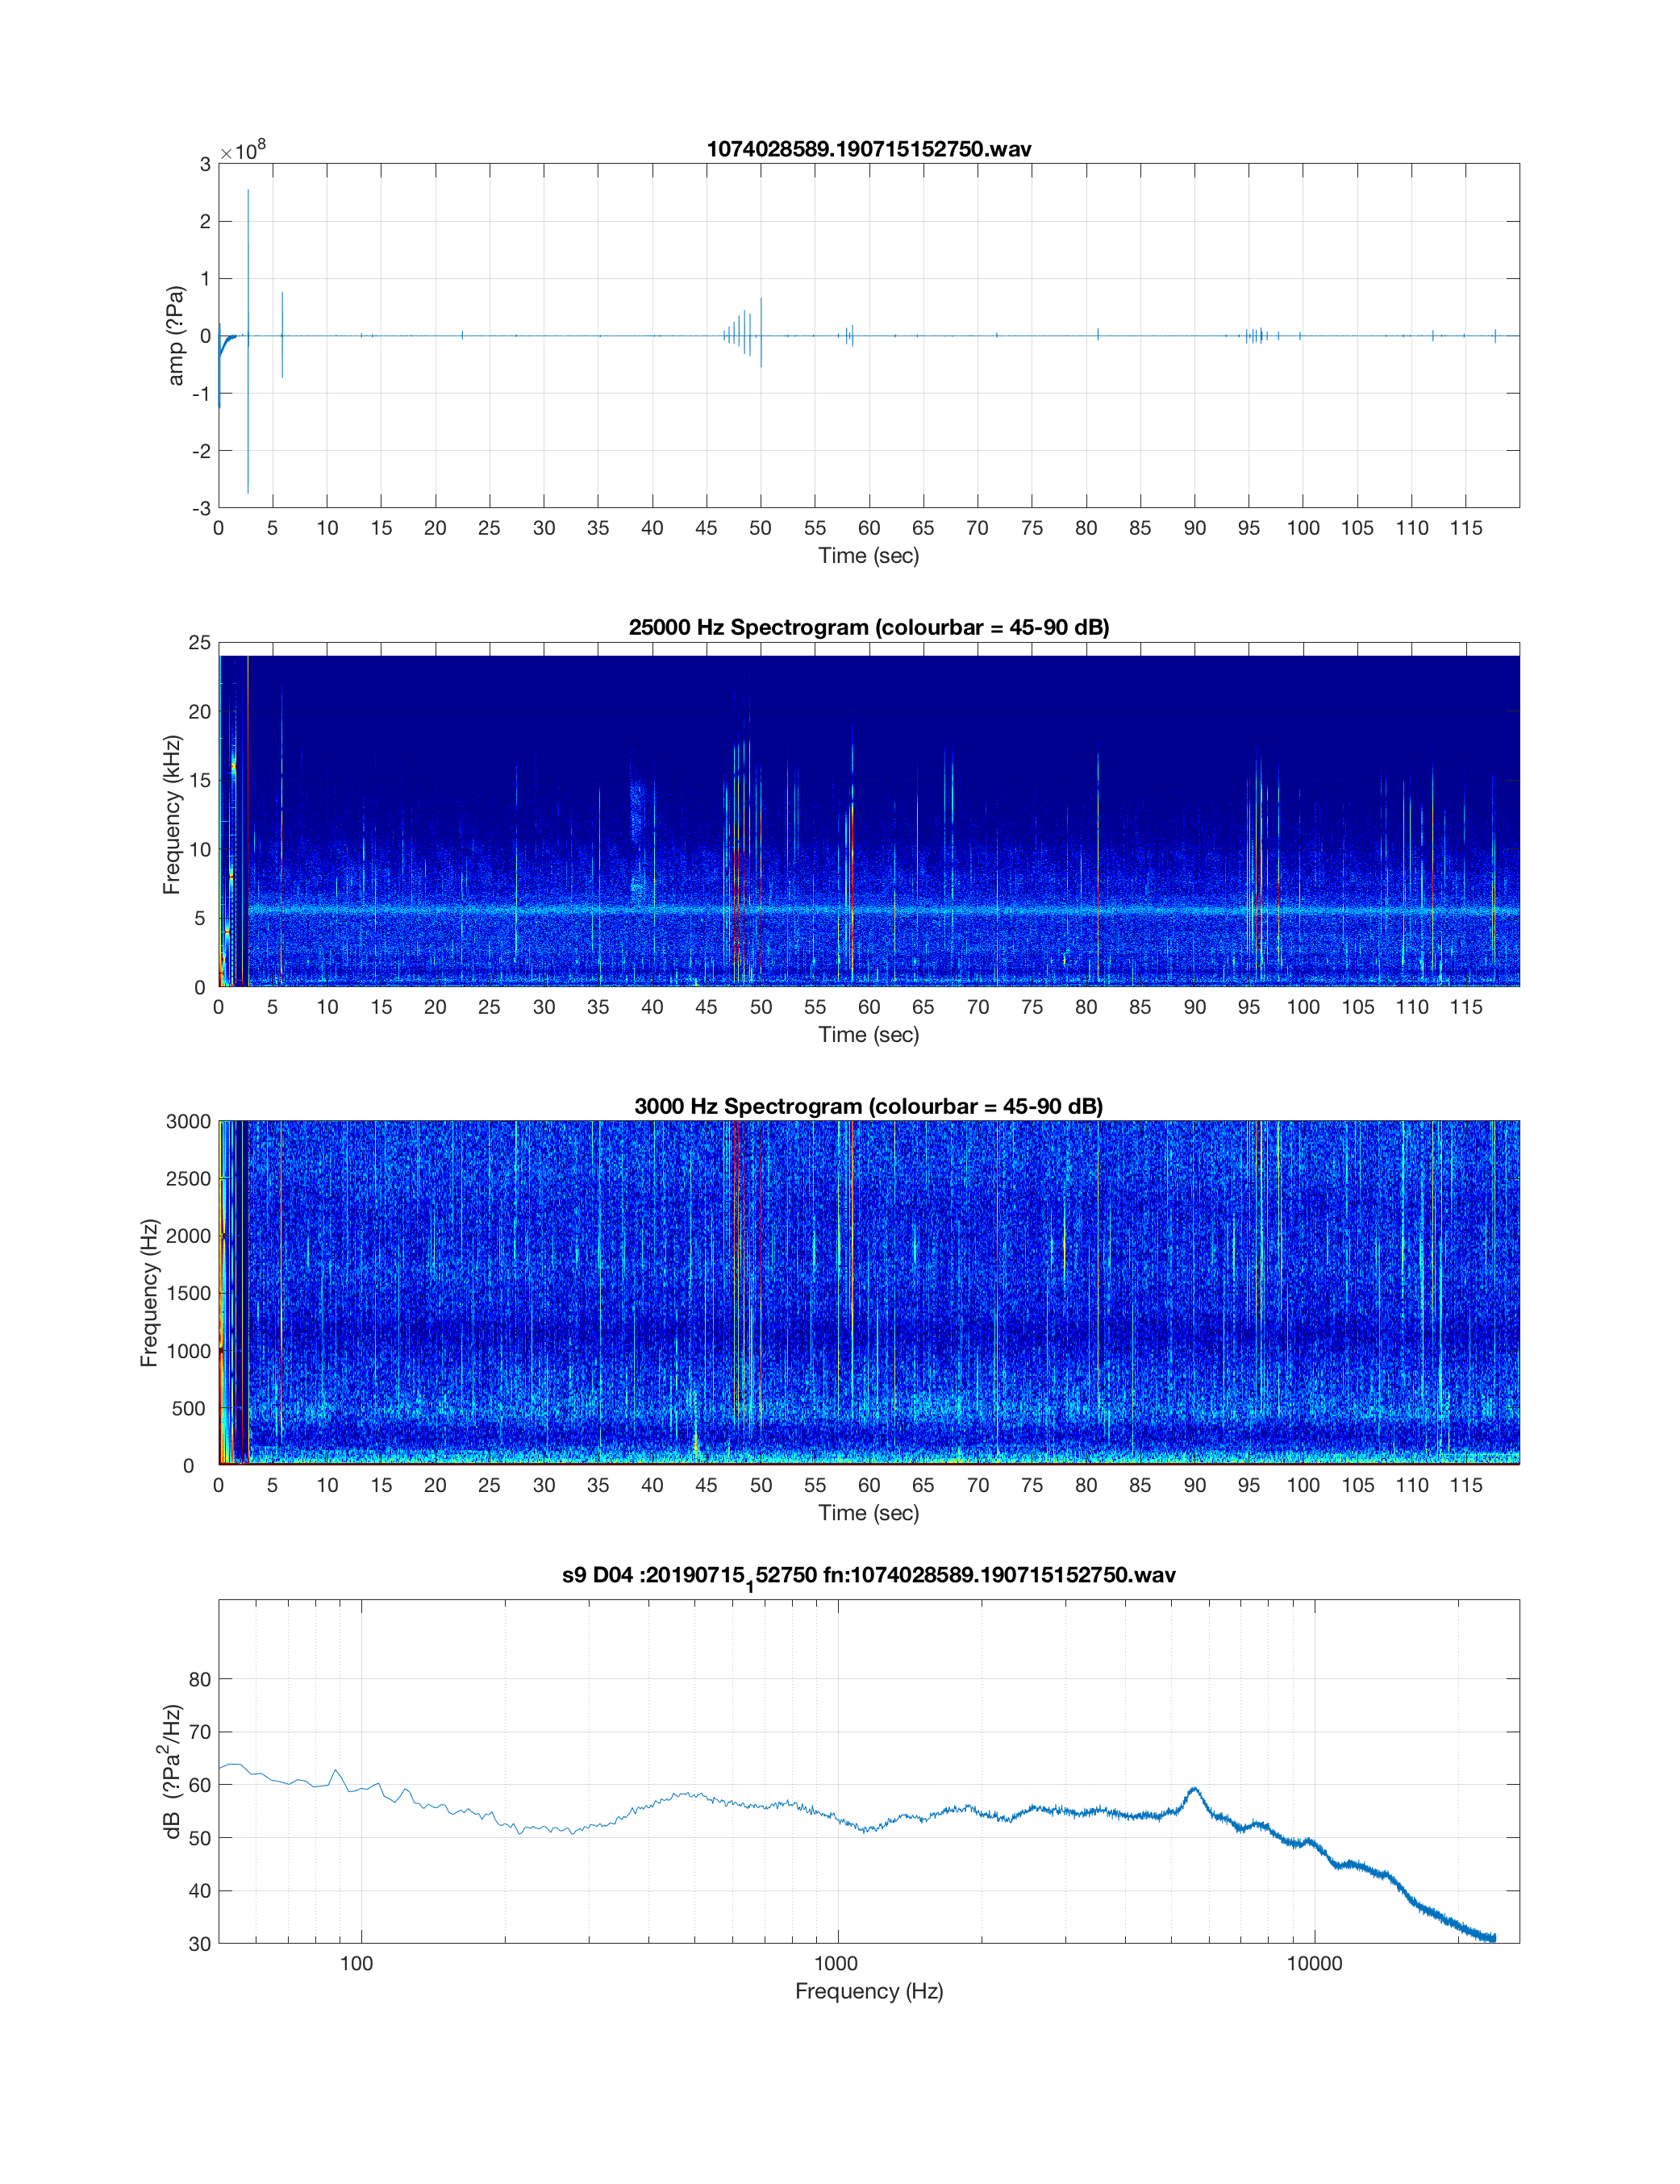 1074028589.190715152750.wav
×10^8
3
2
1
0
-1
-2
-3
amp (?Pa)
0 5 10 15 20 25 30 35 40 45 50 55 60 65 70 75 80 85 90 95 100 105 110 115
Time (sec)
25000 Hz Spectrogram (colourbar = 45-90 dB)
25
20
15
10
5
0
Frequency (kHz)
0 5 10 15 20 25 30 35 40 45 50 55 60 65 70 75 80 85 90 95 100 105 110 115
Time (sec)
3000 Hz Spectrogram (colourbar = 45-90 dB)
3000
2500
2000
1500
1000
500
0
Frequency (Hz)
0 5 10 15 20 25 30 35 40 45 50 55 60 65 70 75 80 85 90 95 100 105 110 115
Time (sec)
s9 D04 :20190715_152750 fn:1074028589.190715152750.wav
80
70
60
50
40
30
dB (?Pa^2/Hz)
100 1000 10000
Frequency (Hz)